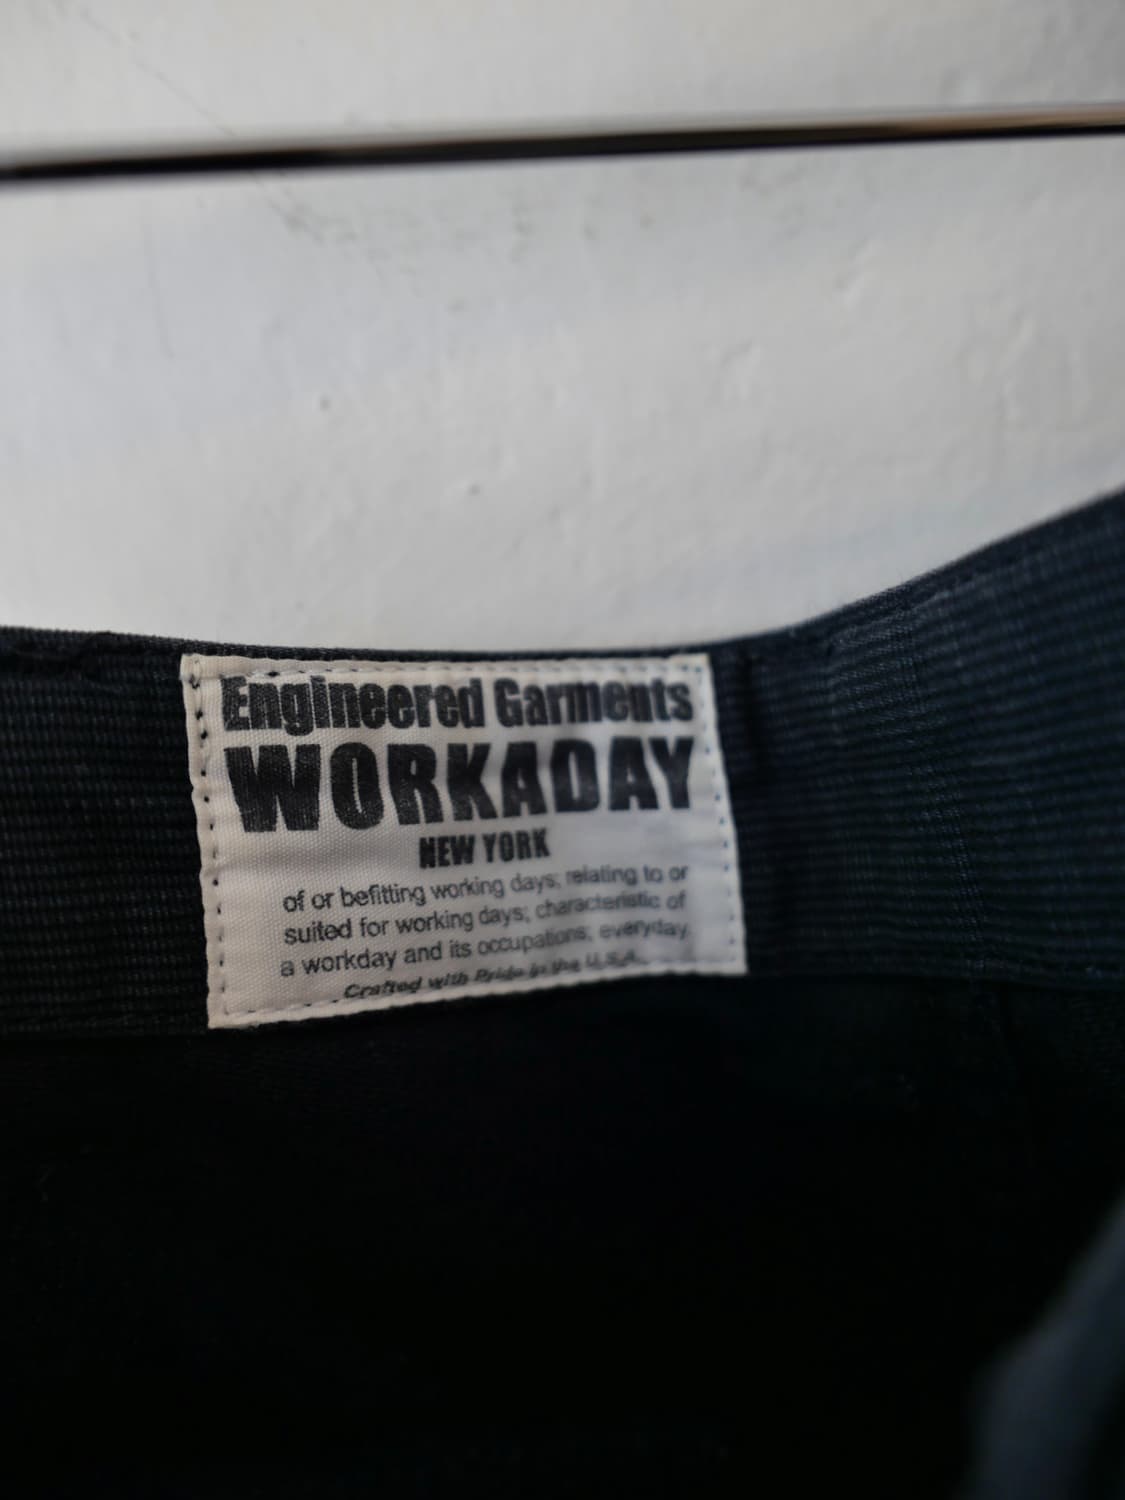 Engineered Garments
WORKADAY
NEW YORK
of or befitting working days; relating to or
suited for working days; characteristic of
a workday and its occupations; everyday
Crafted with Pride in the U.S.A.